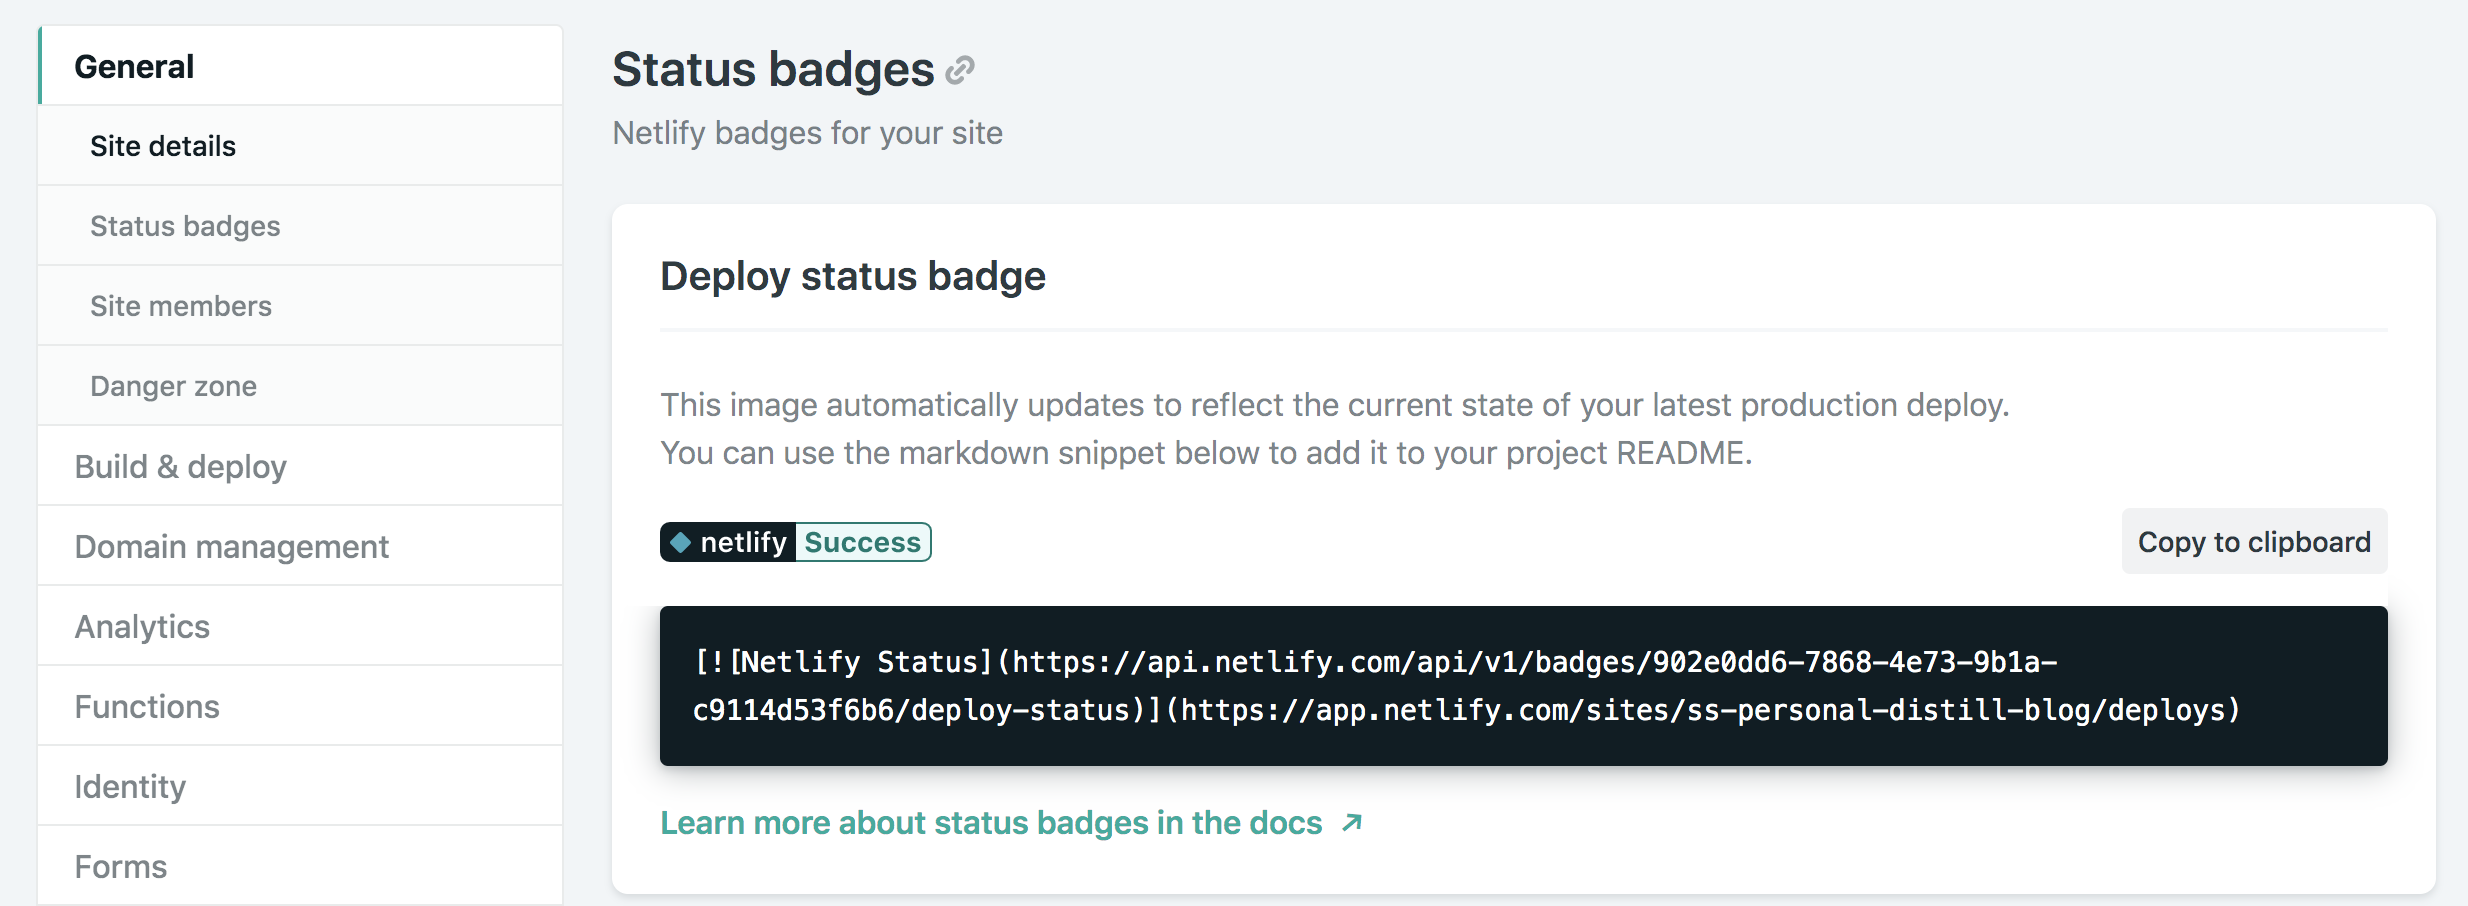 General
Site details
Status badges
Site members
Danger zone
Build & deploy
Domain management
Analytics
Functions
Identity
Forms
Status badges
Netlify badges for your site
Deploy status badge
This image automatically updates to reflect the current state of your latest production deploy.
You can use the markdown snippet below to add it to your project README.
netlify Success
Copy to clipboard
[![Netlify Status](https://api.netlify.com/api/v1/badges/902e0dd6-7868-4e73-9b1a-
c9114d53f6b6/deploy-status)](https://app.netlify.com/sites/ss-personal-distill-blog/deploys)
Learn more about status badges in the docs